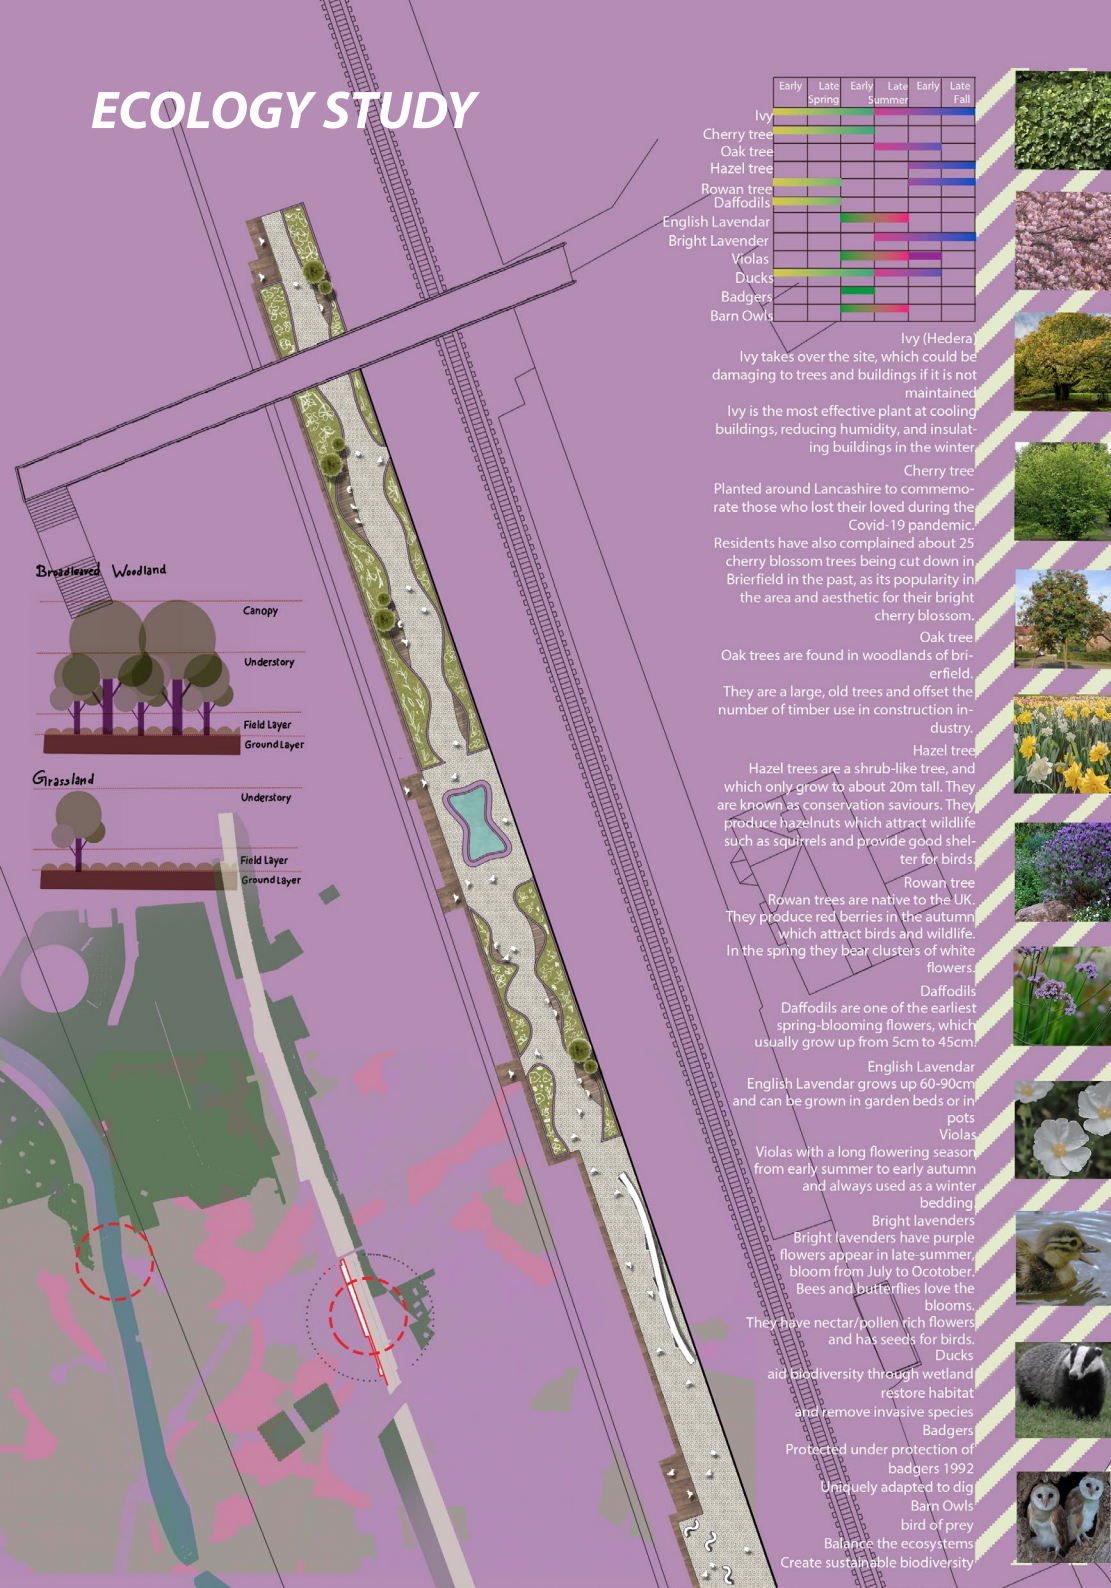 ECOLOGY STUDY
Early Late Early Late Early Late
Spring Summer Fall
Ivy
Cherry tree
Oak tree
Hazel tree
Rowan tree
Daffodils
English Lavendar
Bright Lavender
Violas
Ducks
Badgers
Barn Owls
Ivy (Hedera)
Ivy takes over the site, which could be
damaging to trees and buildings if it is not
maintained
Ivy is the most effective plant at cooling
buildings, reducing humidity, and insulat-
ing buildings in the winter.
Cherry tree
Planted around Lancashire to commemo-
rate those who lost their loved during the
Covid-19 pandemic.
Residents have also complained about 25
cherry blossom trees being cut down in
Brierfield in the past, as its popularity in
the area and aesthetic for their bright
cherry blossom.
Oak tree
Oak trees are found in woodlands of bri-
erfield.
They are a large, old trees and offset the
number of timber use in construction in-
dustry.
Hazel tree
Hazel trees are a shrub-like tree, and
which only grow to about 20m tall. They
are known as conservation saviours. They
produce hazelnuts which attract wildlife
such as squirrels and provide good shel-
ter for birds.
Rowan tree
Rowan trees are native to the UK.
They produce red berries in the autumn
which attract birds and wildlife.
In the spring they bear clusters of white
flowers.
Daffodils
Daffodils are one of the earliest
spring-blooming flowers, which
usually grow up from 5cm to 45cm.
English Lavendar
English Lavendar grows up 60-90cm
and can be grown in garden beds or in
pots
Violas
Violas with a long flowering season
from early summer to early autumn
and always used as a winter
bedding.
Bright lavenders
Bright lavenders have purple
flowers appear in late-summer,
bloom from July to Ocotober.
Bees and butterflies love the
blooms.
They have nectar/pollen rich flowers
and has seeds for birds.
Ducks
aid biodiversity through wetland
restore habitat
and remove invasive species
Badgers
Protected under protection of
badgers 1992
Uniquely adapted to dig
Barn Owls
bird of prey
Balance the ecosystems
Create sustainable biodiversity
Broadleaved Woodland
Canopy
Understory
Field Layer
Ground Layer
Grassland
Understory
Field Layer
Ground Layer